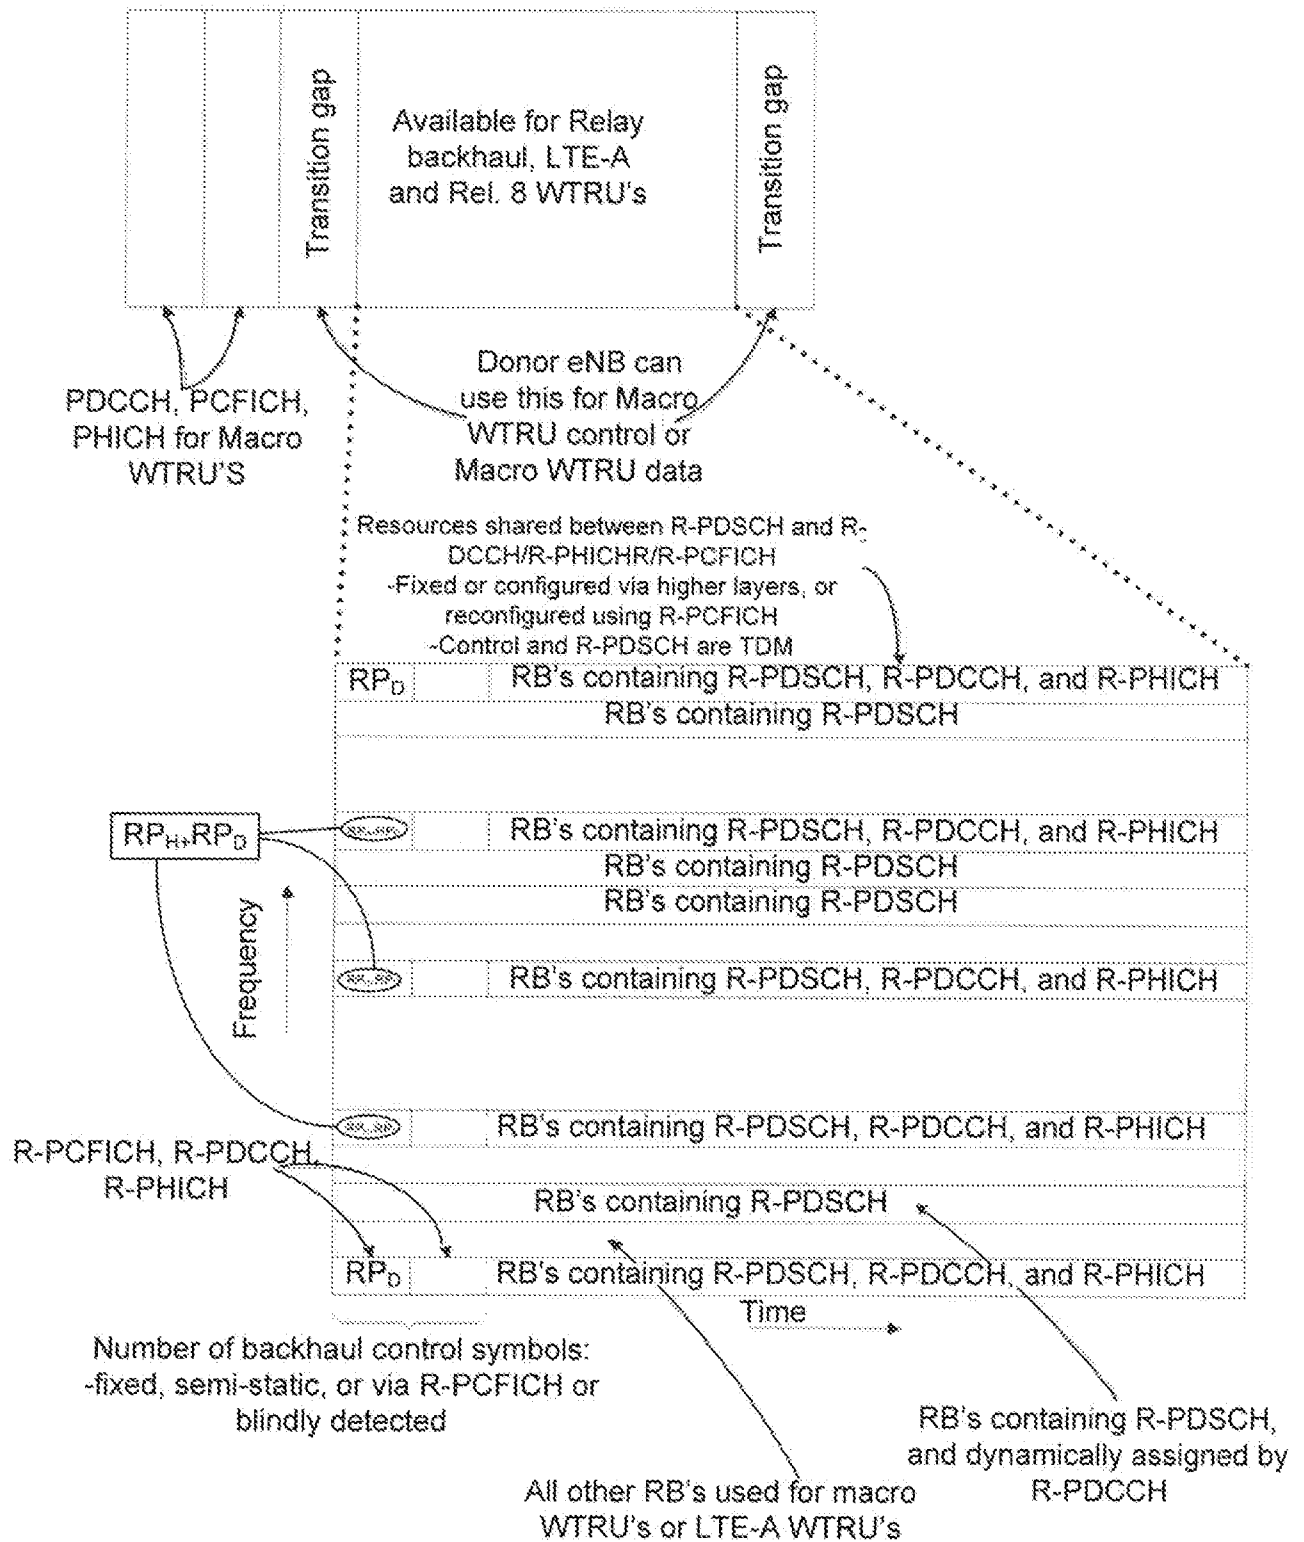 Transition gap
Available for Relay
backhaul, LTE-A
and Rel. 8 WTRU's
Transition gap
PDCCH, PCFICH,
PHICH for Macro
WTRU'S
Donor eNB can
use this for Macro
WTRU control or
Macro WTRU data
Resources shared between R-PDSCH and R-
DCCH/R-PHICHR/R-PCFICH
-Fixed or configured via higher layers, or
reconfigured using R-PCFICH
-Control and R-PDSCH are TDM
RPD RB's containing R-PDSCH, R-PDCCH, and R-PHICH
RB's containing R-PDSCH
RPH+RPD
RB's containing R-PDSCH, R-PDCCH, and R-PHICH
RB's containing R-PDSCH
RB's containing R-PDSCH
Frequency
RB's containing R-PDSCH, R-PDCCH, and R-PHICH
RB's containing R-PDSCH, R-PDCCH, and R-PHICH
R-PCFICH, R-PDCCH,
R-PHICH
RB's containing R-PDSCH
RPD RB's containing R-PDSCH, R-PDCCH, and R-PHICH
Time
Number of backhaul control symbols:
-fixed, semi-static, or via R-PCFICH or
blindly detected
RB's containing R-PDSCH,
and dynamically assigned by
R-PDCCH
All other RB's used for macro
WTRU's or LTE-A WTRU's